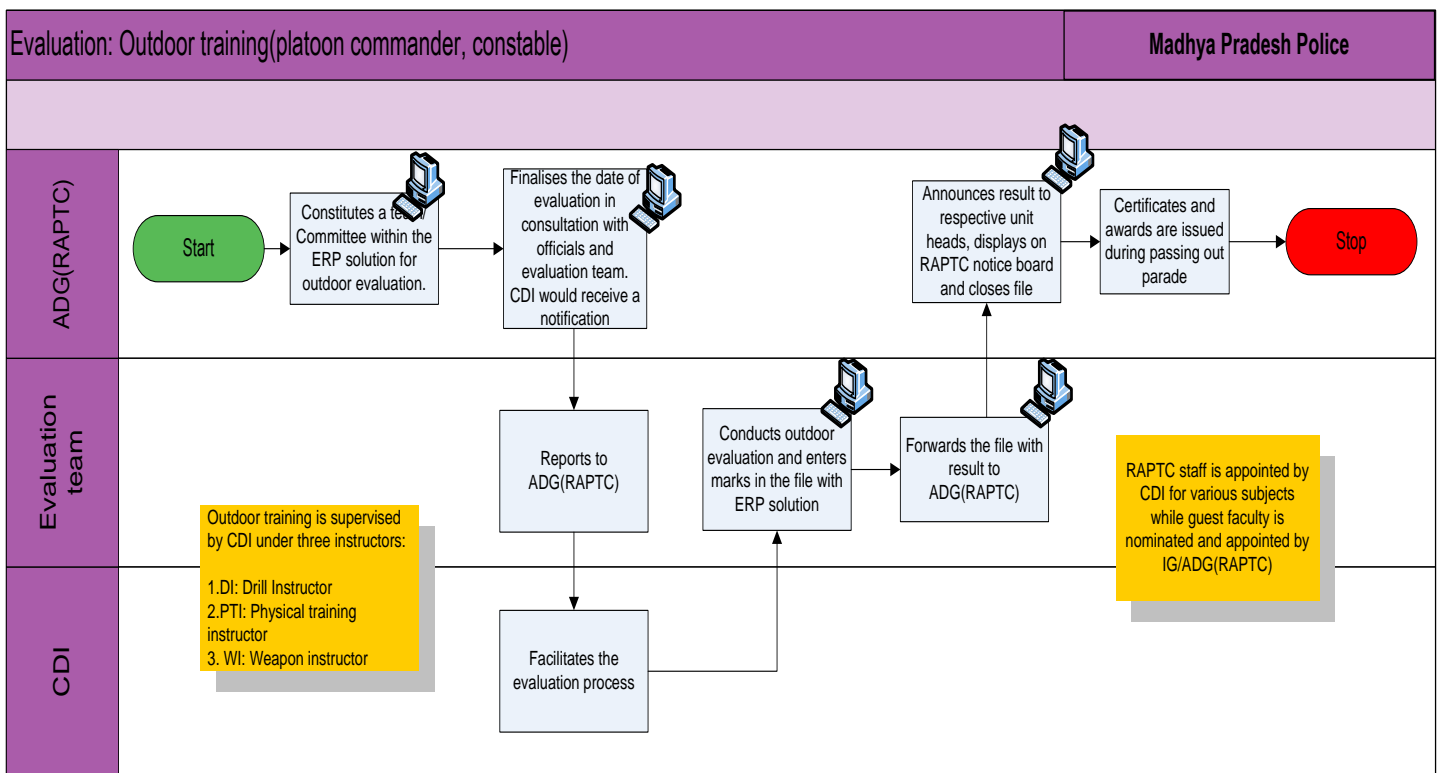 Evaluation: Outdoor training(platoon commander, constable)
Madhya Pradesh Police
ADG(RAPTC)
Start
Constitutes a
Committee within the
ERP solution for
outdoor evaluation.
Finalises the date of
evaluation in
consultation with
officials and
evaluation team.
CDI would receive a
notification
Announces result to
respective unit
heads, displays on
RAPTC notice board
and closes file
Certificates and
awards are issued
during passing out
parade
Stop
Evaluation
team
Reports to
ADG(RAPTC)
Conducts outdoor
evaluation and enters
marks in the file with
ERP solution
Forwards the file with
result to
ADG(RAPTC)
RAPTC staff is appointed by
CDI for various subjects
while guest faculty is
nominated and appointed by
IG/ADG(RAPTC)
Outdoor training is supervised
by CDI under three instructors:
1.DI: Drill Instructor
2.PTI: Physical training
instructor
3. WI: Weapon instructor
CDI
Facilitates the
evaluation process